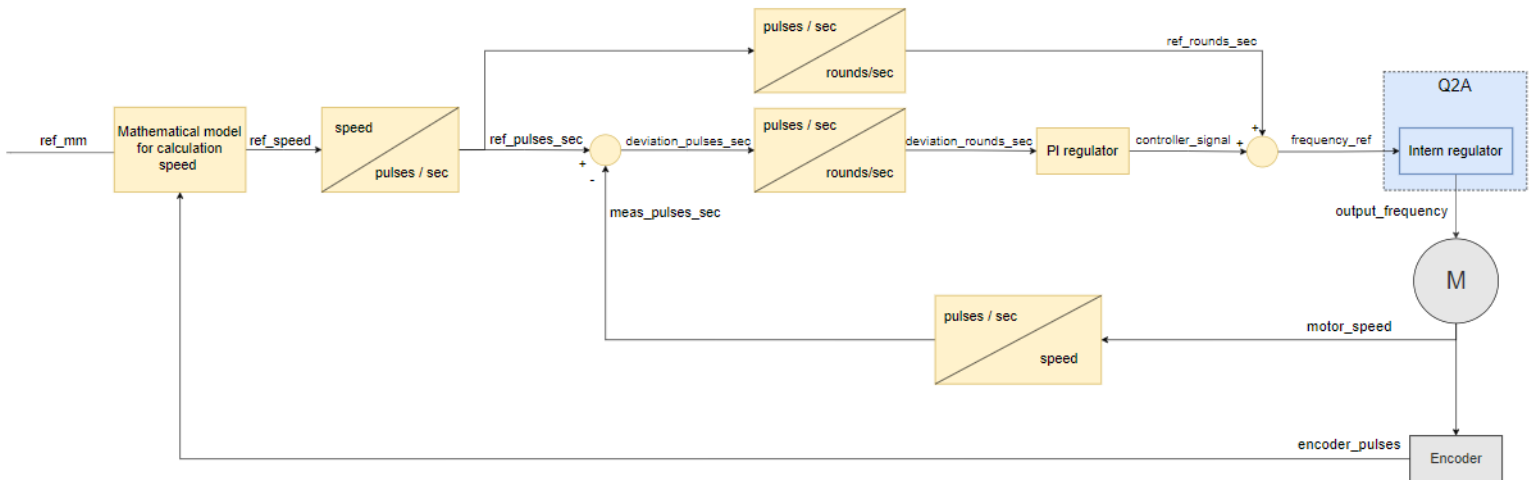 pulses / sec
rounds/sec
ref_rounds_sec
Q2A
ref_mm
Mathematical model
for calculation
speed
ref_speed
speed
pulses / sec
ref_pulses_sec
+
-
deviation_pulses_sec
pulses / sec
rounds/sec
deviation_rounds_sec
PI regulator
controller_signal
+
+
frequency_ref
Intern regulator
output_frequency
meas_pulses_sec
M
pulses / sec
speed
motor_speed
encoder_pulses
Encoder